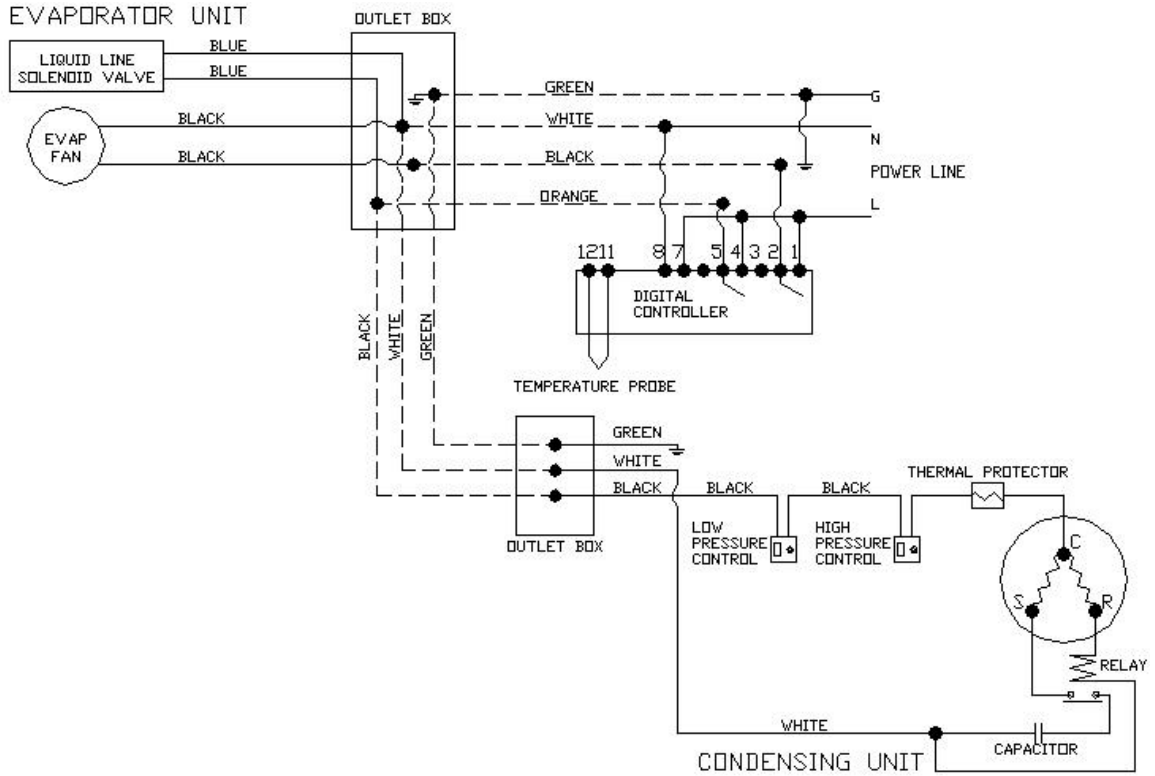 EVAPORATOR UNIT
OUTLET BOX
LIQUID LINE
SOLENOID VALVE
BLUE
BLUE
EVAP
FAN
BLACK
BLACK
GREEN
WHITE
BLACK
ORANGE
G
N
POWER LINE
L
12 11 8 7 5 4 3 2 1
DIGITAL
CONTROLLER
TEMPERATURE PROBE
BLACK
WHITE
GREEN
GREEN
WHITE
BLACK
OUTLET BOX
BLACK
BLACK
LOW
PRESSURE
CONTROL
HIGH
PRESSURE
CONTROL
THERMAL PROTECTOR
C
S
R
RELAY
WHITE
CAPACITOR
CONDENSING UNIT